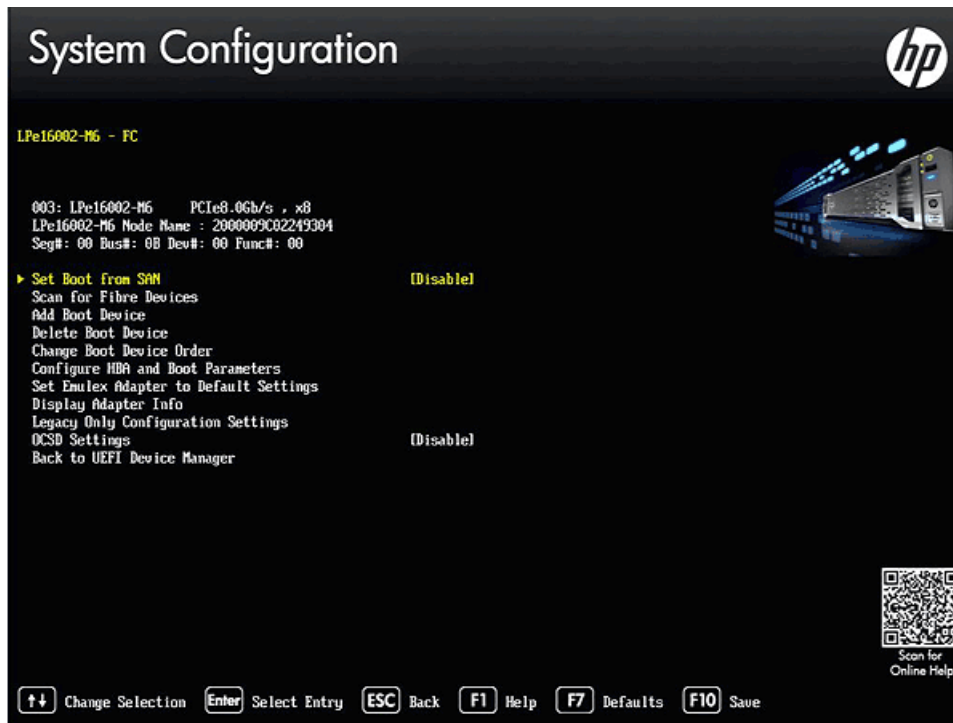 System Configuration
hp
LPe16002-M6 - FC
003: LPe16002-M6 PCIe8.0Gb/s , x8
LPe16002-M6 Node Name : 2000009C02249304
Seg#: 00 Bus#: 0B Dev#: 00 Func#: 00
Set Boot from SAN [Disable]
Scan for Fibre Devices
Add Boot Device
Delete Boot Device
Change Boot Device Order
Configure HBA and Boot Parameters
Set Emulex Adapter to Default Settings
Display Adapter Info
Legacy Only Configuration Settings
OCSD Settings [Disable]
Back to UEFI Device Manager
Scan for
Online Help
↑↓ Change Selection Enter Select Entry ESC Back F1 Help F7 Defaults F10 Save